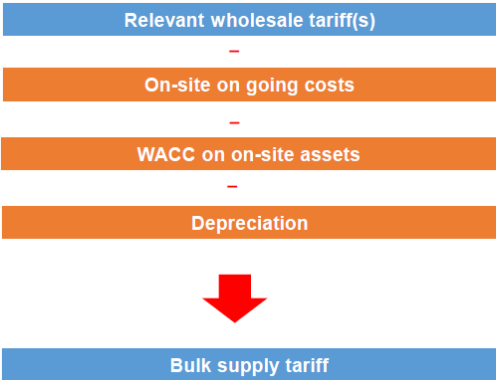 Relevant wholesale tariff(s)
–
On-site on going costs
–
WACC on on-site assets
–
Depreciation
Bulk supply tariff